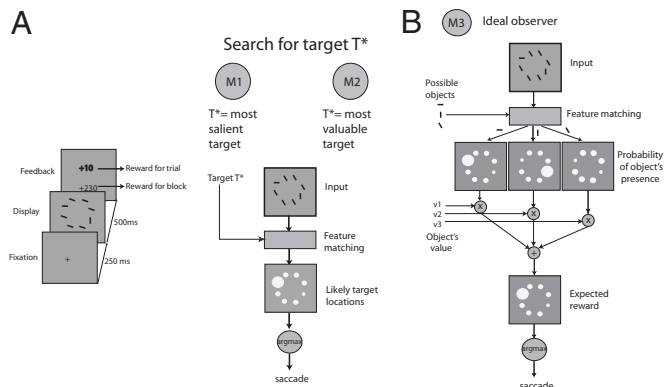 A
Search for target T*
M1
M2
T*= most
salient
target
T*= most
valuable
target
Feedback
+10
Reward for trial
+230
Reward for block
Display
500ms
Fixation
+
250 ms
Target T*
Input
Feature
matching
Likely target
locations
argmax
saccade
B
M3
Ideal observer
Input
Possible
objects
Feature matching
Probability
of object's
presence
v1
v2
v3
x
x
x
Object's
value
+
Expected
reward
argmax
saccade